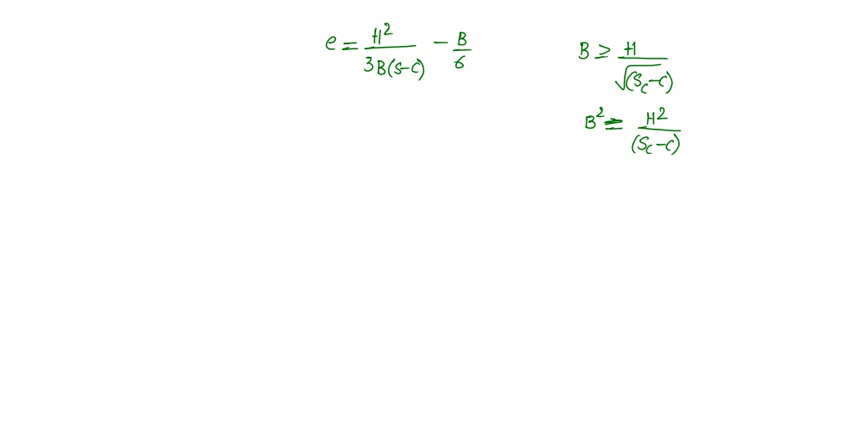 e = H²/3B(S-C) - B/6
B ≥ H/√(S_c-C)
B² ≥ H²/(S_c-C)